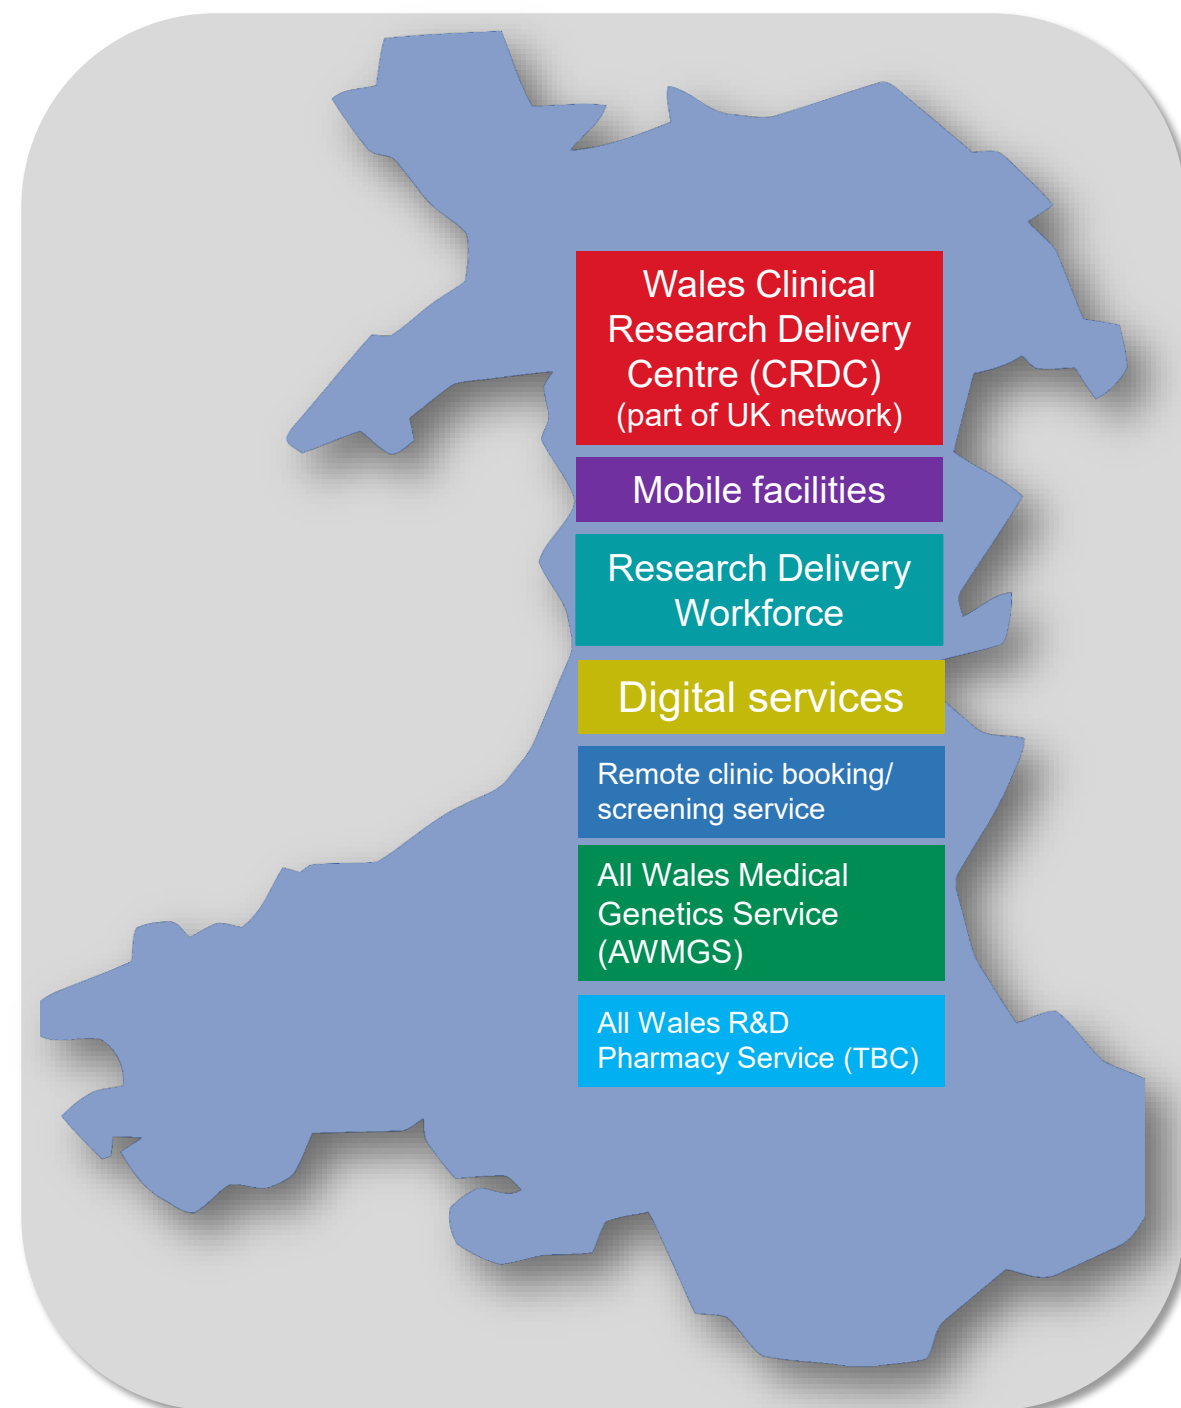 Wales Clinical
Research Delivery
Centre (CRDC)
(part of UK network)
Mobile facilities
Research Delivery
Workforce
Digital services
Remote clinic booking/
screening service
All Wales Medical
Genetics Service
(AWMGS)
All Wales R&D
Pharmacy Service (TBC)